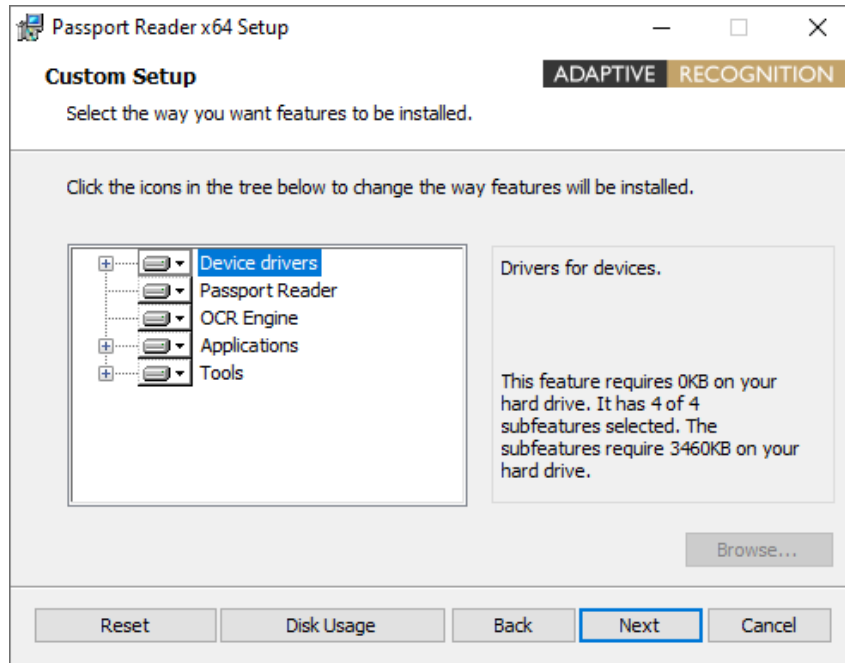 Passport Reader x64 Setup
Custom Setup
ADAPTIVE RECOGNITION
Select the way you want features to be installed.
Click the icons in the tree below to change the way features will be installed.
Device drivers
Passport Reader
OCR Engine
Applications
Tools
Drivers for devices.
This feature requires 0KB on your
hard drive. It has 4 of 4
subfeatures selected. The
subfeatures require 3460KB on your
hard drive.
Browse...
Reset
Disk Usage
Back
Next
Cancel